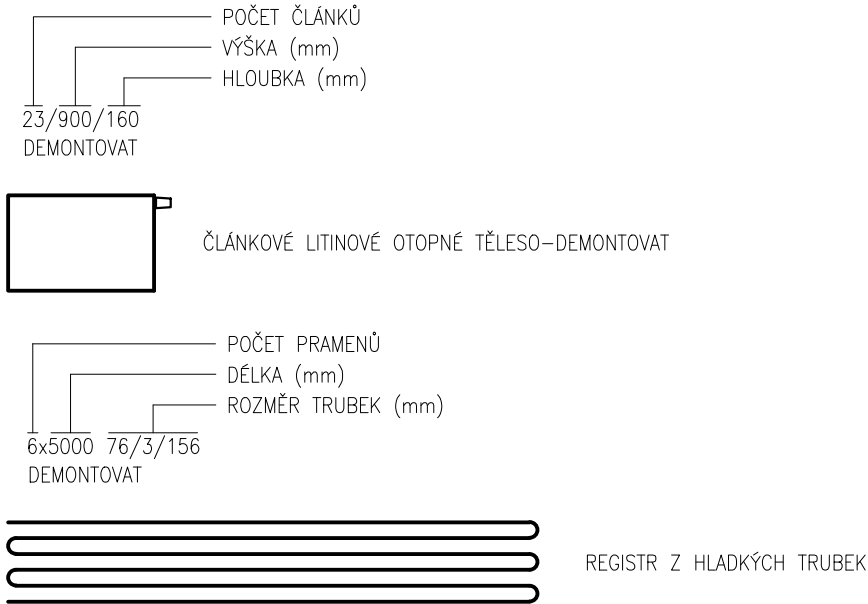 POČET ČLÁNKŮ
VÝŠKA (mm)
HLOUBKA (mm)
23/900/160
DEMONTOVAT
ČLÁNKOVÉ LITINOVÉ OTOPNÉ TĚLESO-DEMONTOVAT
POČET PRAMENŮ
DÉLKA (mm)
ROZMĚR TRUBEK (mm)
6x5000 76/3/156
DEMONTOVAT
REGISTR Z HLADKÝCH TRUBEK